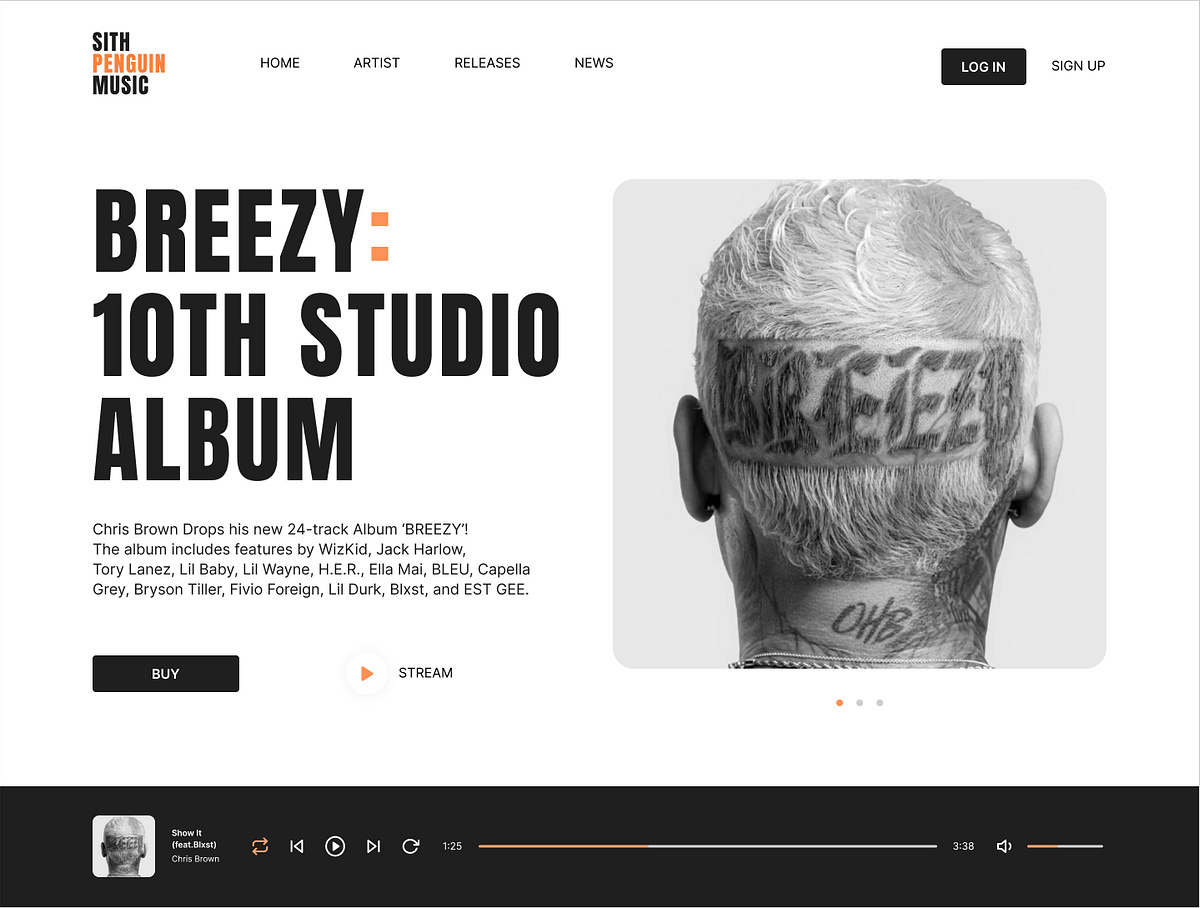 SITH
PENGUIN
MUSIC
HOME ARTIST RELEASES NEWS
LOG IN SIGN UP
BREEZY:
10TH STUDIO
ALBUM
Chris Brown Drops his new 24-track Album ‘BREEZY’!
The album includes features by WizKid, Jack Harlow,
Tory Lanez, Lil Baby, Lil Wayne, H.E.R., Ella Mai, BLEU, Capella
Grey, Bryson Tiller, Fivio Foreign, Lil Durk, Blxst, and EST GEE.
BUY STREAM
BREEZY
OHB
Show It
(feat.Blxst)
Chris Brown
1:25 3:38